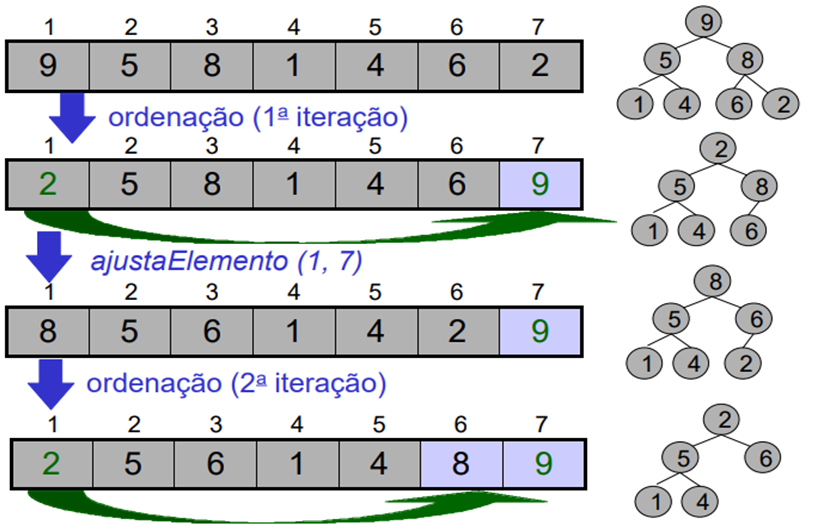 1 2 3 4 5 6 7
9 5 8 1 4 6 2
9
5 8
1 4 6 2
ordenação (1ª iteração)
1 2 3 4 5 6 7
2 5 8 1 4 6 9
2
5 8
1 4 6
ajustaElemento (1, 7)
1 2 3 4 5 6 7
8 5 6 1 4 2 9
8
5 6
1 4 2
ordenação (2ª iteração)
1 2 3 4 5 6 7
2 5 6 1 4 8 9
2
5 6
1 4